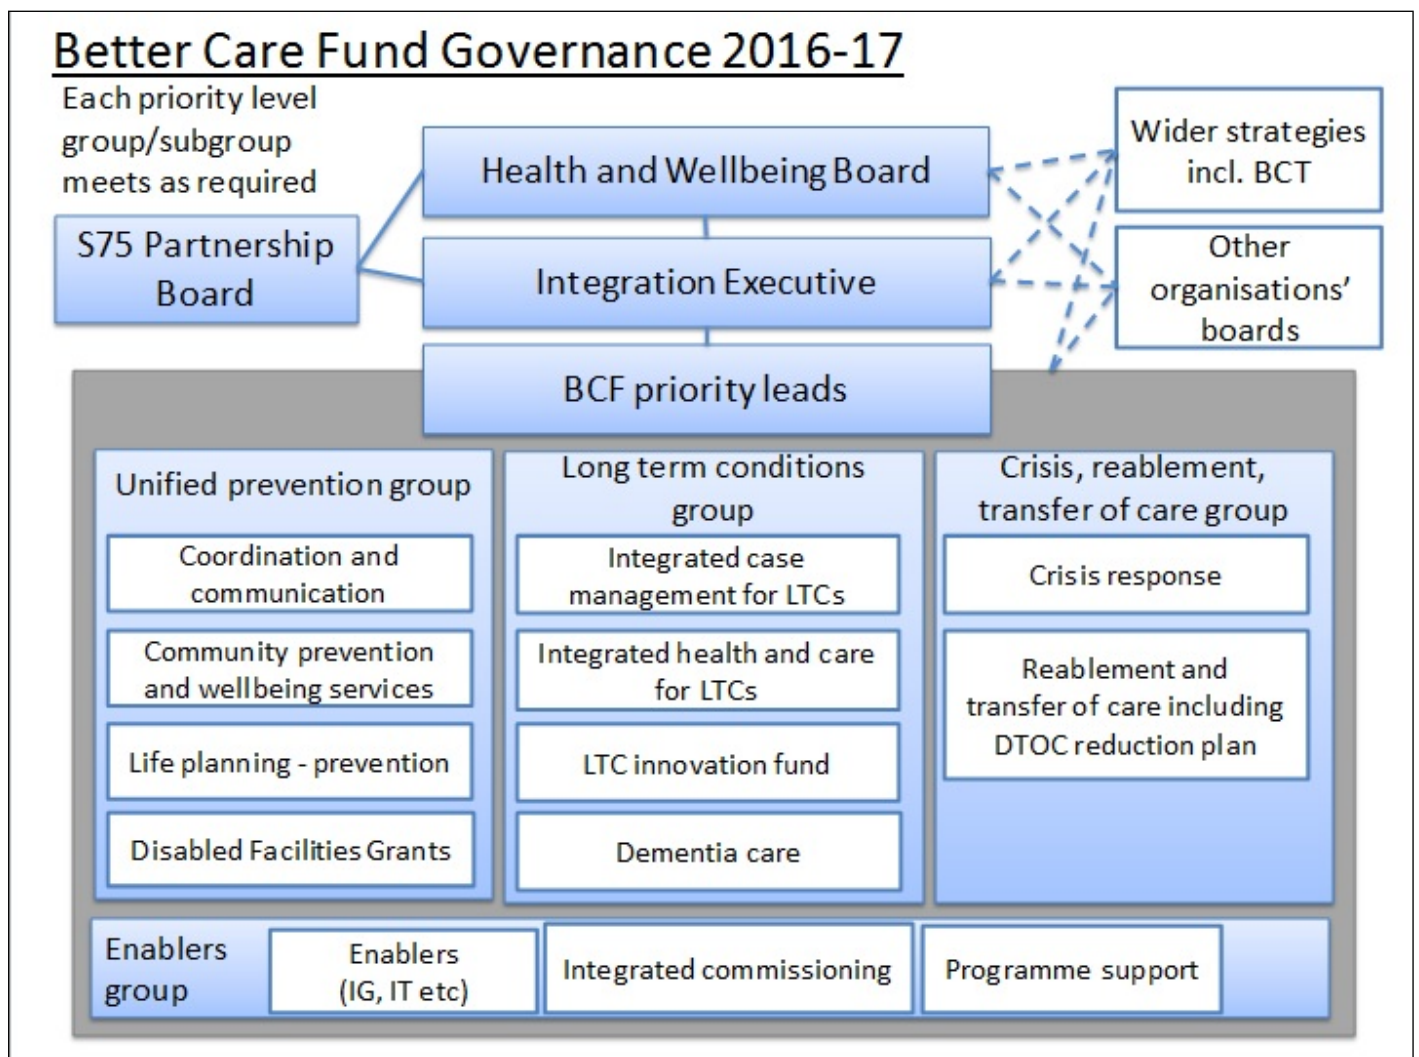 Better Care Fund Governance 2016-17
Each priority level
group/subgroup
meets as required
S75 Partnership
Board
Health and Wellbeing Board
Integration Executive
BCF priority leads
Wider strategies
incl. BCT
Other
organisations’
boards
Unified prevention group
Coordination and
communication
Community prevention
and wellbeing services
Life planning - prevention
Disabled Facilities Grants
Long term conditions
group
Integrated case
management for LTCs
Integrated health and care
for LTCs
LTC innovation fund
Dementia care
Crisis, reablement,
transfer of care group
Crisis response
Reablement and
transfer of care including
DTOC reduction plan
Enablers
group
Enablers
(IG, IT etc)
Integrated commissioning
Programme support